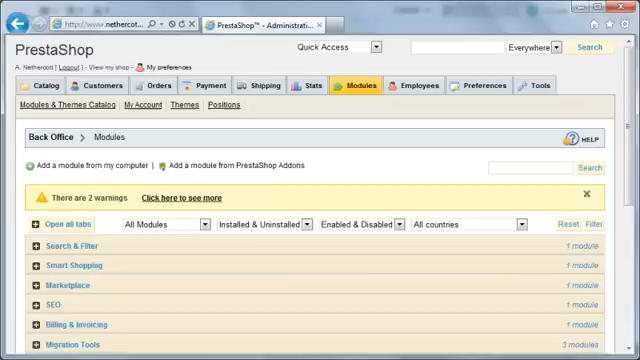 http://www.nethercot...
PrestaShop™ - Administrati...
PrestaShop
Quick Access
Everywhere
Search
A. Nethercott [ Logout ] - View my shop - My preferences
Catalog Customers Orders Payment Shipping Stats Modules Employees Preferences Tools
Modules & Themes Catalog My Account Themes Positions
Back Office Modules HELP
Add a module from my computer | Add a module from PrestaShop Addons
Search
There are 2 warnings Click here to see more
Open all tabs All Modules Installed & Uninstalled Enabled & Disabled All countries Reset Filter
Search & Filter 1 module
Smart Shopping 1 module
Marketplace 1 module
SEO 1 module
Billing & Invoicing 1 module
Migration Tools 3 modules